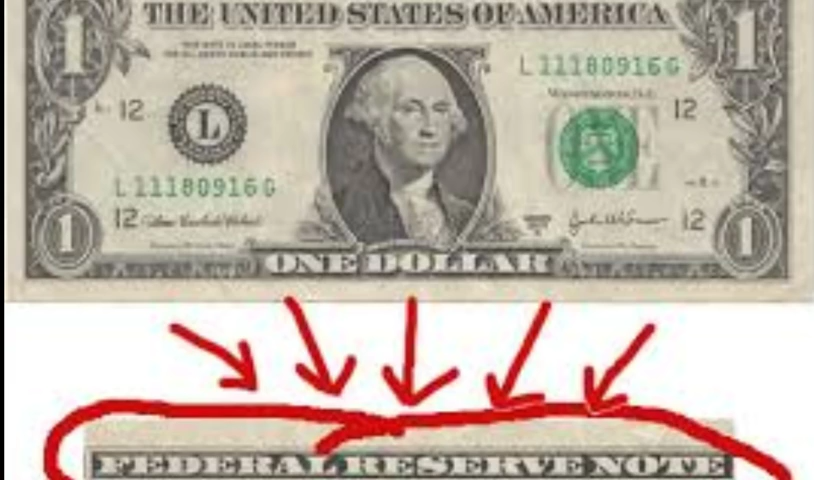 THE UNITED STATES OF AMERICA
1 1
L 11180916 G
WASHINGTON, D.C.
12 12
L
L 11180916 G
12 12
1 1
ONE DOLLAR
FEDERAL RESERVE NOTE